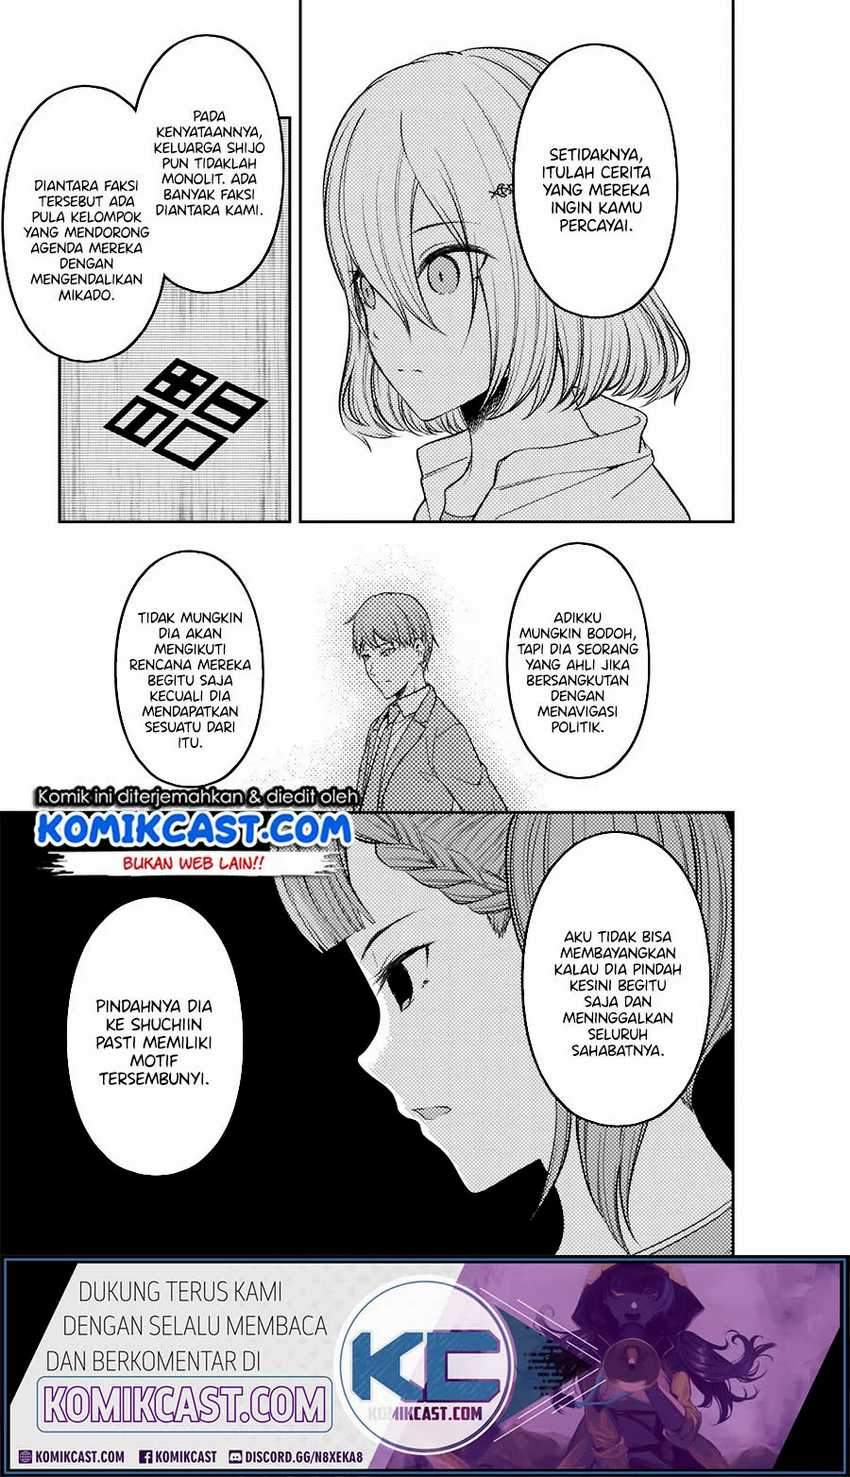 SETIDAKNYA,
ITULAH CERITA
YANG MEREKA
INGIN KAMU
PERCAYAI.
PADA
KENYATAANNYA,
KELUARGA SHIJO
PUN TIDAKLAH
MONOLIT. ADA
BANYAK FAKSI
DIANTARA KAMI.
DIANTARA FAKSI
TERSEBUT ADA
PULA KELOMPOK
YANG MENDORONG
AGENDA MEREKA
DENGAN
MENGENDALIKAN
MIKADO.
ADIKKU
MUNGKIN BODOH,
TAPI DIA SEORANG
YANG AHLI JIKA
BERSANGKUTAN
DENGAN
MENAVIGASI
POLITIK.
TIDAK MUNGKIN
DIA AKAN
MENGIKUTI
RENCANA MEREKA
BEGITU SAJA
KECUALI DIA
MENDAPATKAN
SESUATU DARI
ITU.
Komik ini diterjemahkan & diedit oleh
KOMIKCAST.COM
BUKAN WEB LAIN!!
AKU TIDAK BISA
MEMBAYANGKAN
KALAU DIA PINDAH
KESINI BEGITU
SAJA DAN
MENINGGALKAN
SELURUH
SAHABATNYA.
PINDAHNYA DIA
KE SHUCHIIN
PASTI MEMILIKI
MOTIF
TERSEMBUNYI.
DUKUNG TERUS KAMI
DENGAN SELALU MEMBACA
DAN BERKOMENTAR DI
KOMIKCAST.COM
KC
KOMIKCAST.COM
KOMIKCAST.COM KOMIKCAST DISCORD.GG/N8XEKA8